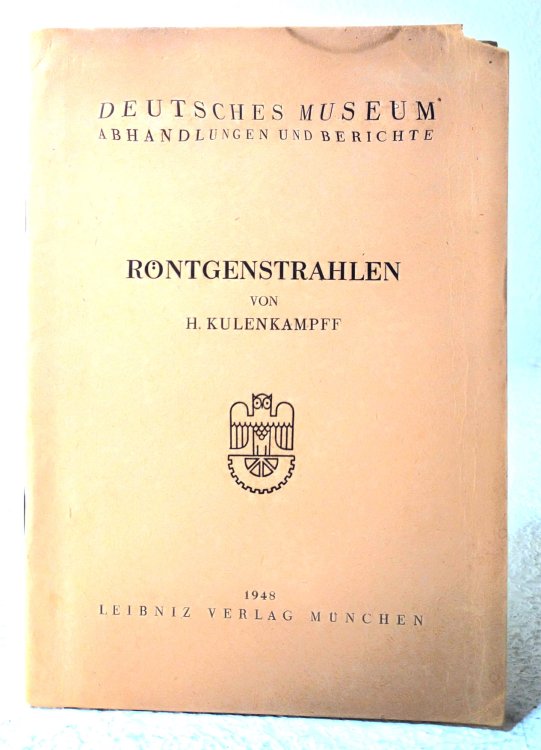 DEUTSCHES MUSEUM
ABHANDLUNGEN UND BERICHTE
RÖNTGENSTRAHLEN
VON
H. KULENKAMPFF
1948
LEIBNIZ VERLAG MÜNCHEN